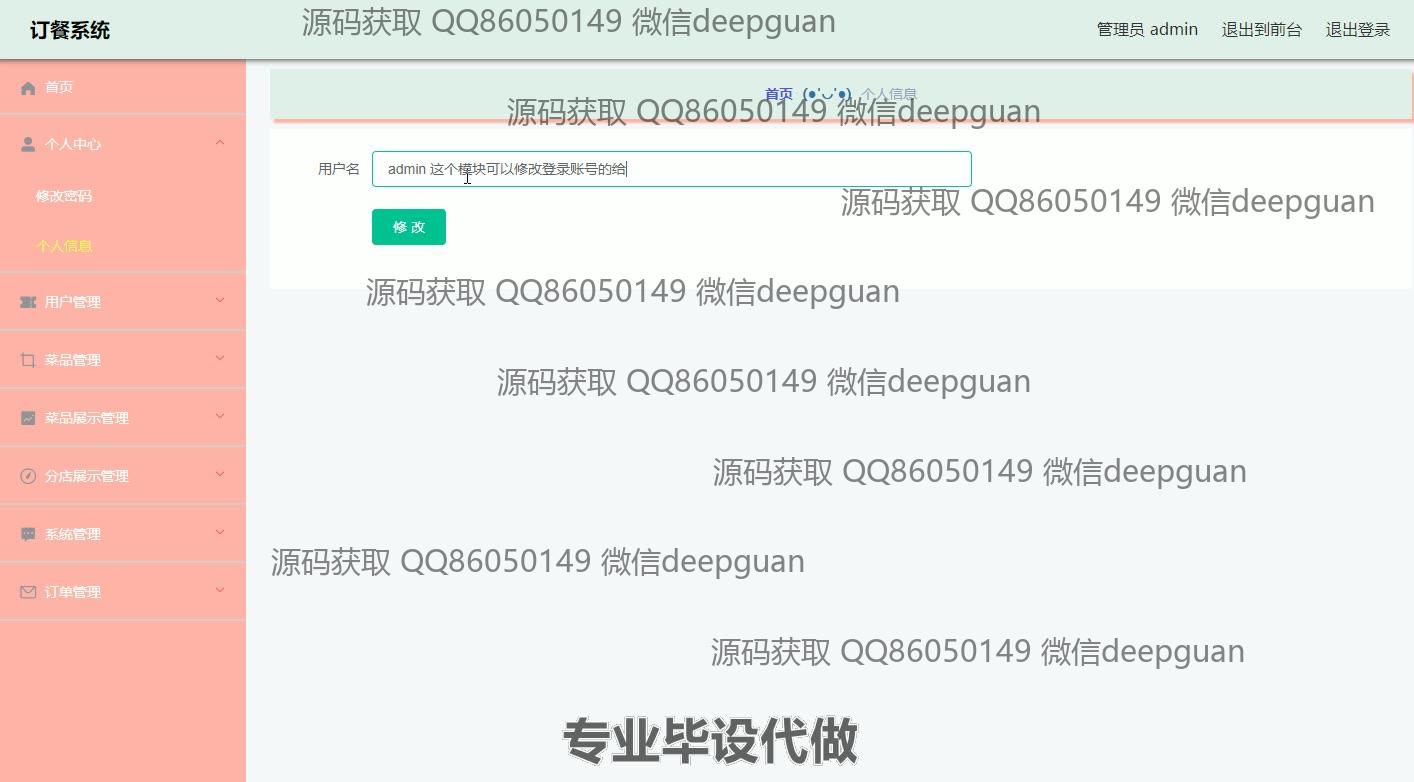 订餐系统
源码获取 QQ86050149 微信deepguan
管理员 admin 退出到前台 退出登录
首页
首页 (●'◡'●) 个人信息
源码获取 QQ86050149 微信deepguan
个人中心
用户名 admin 这个模块可以修改登录账号的给
修改密码
源码获取 QQ86050149 微信deepguan
修 改
个人信息
源码获取 QQ86050149 微信deepguan
用户管理
菜品管理
源码获取 QQ86050149 微信deepguan
菜品展示管理
源码获取 QQ86050149 微信deepguan
分店展示管理
系统管理
源码获取 QQ86050149 微信deepguan
订单管理
源码获取 QQ86050149 微信deepguan
专业毕设代做